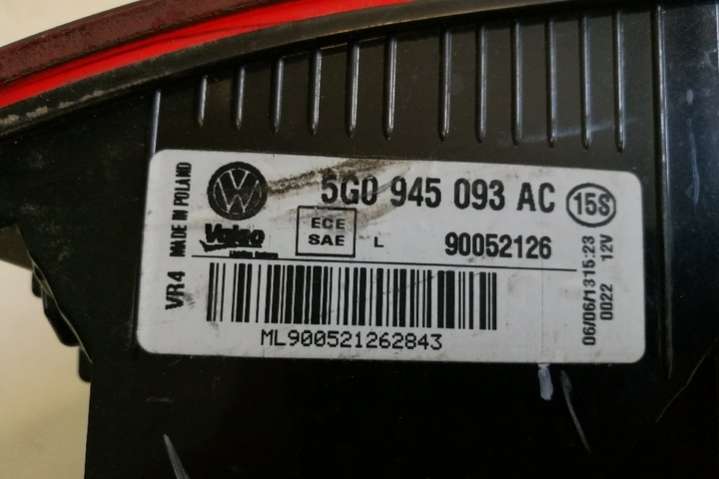 5G0 945 093 AC
15S
Valeo
ECE
SAE
L
90052126
VR4 MADE IN POLAND
ML900521262843
06/06/1315:23
0022 12V